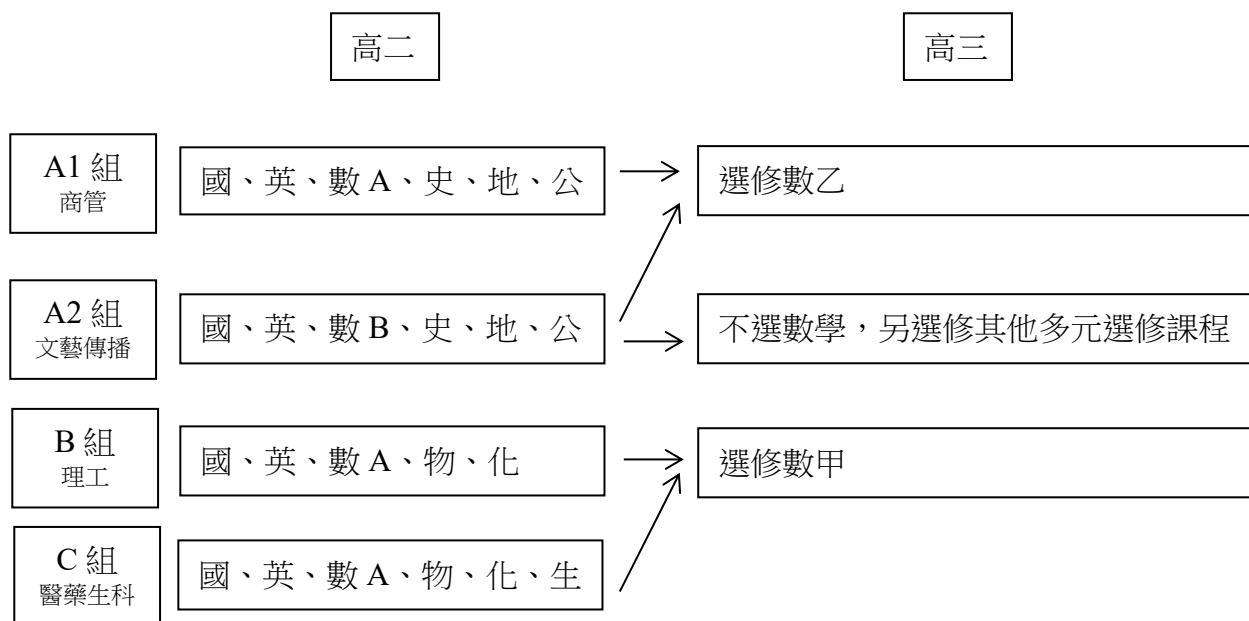 高二
高三
A1 組
商管
國、英、數 A、史、地、公
選修數乙
A2 組
文藝傳播
國、英、數 B、史、地、公
不選數學，另選修其他多元選修課程
B 組
理工
國、英、數 A、物、化
選修數甲
C 組
醫藥生科
國、英、數 A、物、化、生